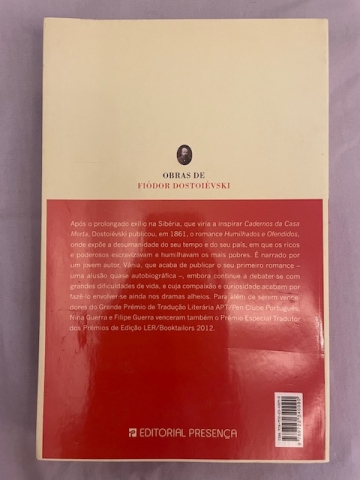 OBRAS DE
FIÓDOR DOSTOIÉVSKI
Após o prolongado exílio na Sibéria, que viria a inspirar Cadernos da Casa
Morta, Dostoiévski publicou, em 1861, o romance Humilhados e Ofendidos,
onde expõe a desumanidade do seu tempo e do seu país, em que os ricos
e poderosos escravizavam e humilhavam os mais pobres. É narrado por
um jovem autor, Vánia, que acaba de publicar o seu primeiro romance –
uma alusão quase autobiográfica –, embora continue a debater-se com
grandes dificuldades de vida, e cuja compaixão e curiosidade acabam por
fazê-lo envolver-se ainda nos dramas alheios. Para além de serem vence-
dores do Grande Prémio de Tradução Literária APT/Pen Clube Português,
Nina Guerra e Filipe Guerra venceram também o Prémio Especial Tradutor
dos Prémios de Edição LER/Booktailors 2012.
EDITORIAL PRESENÇA